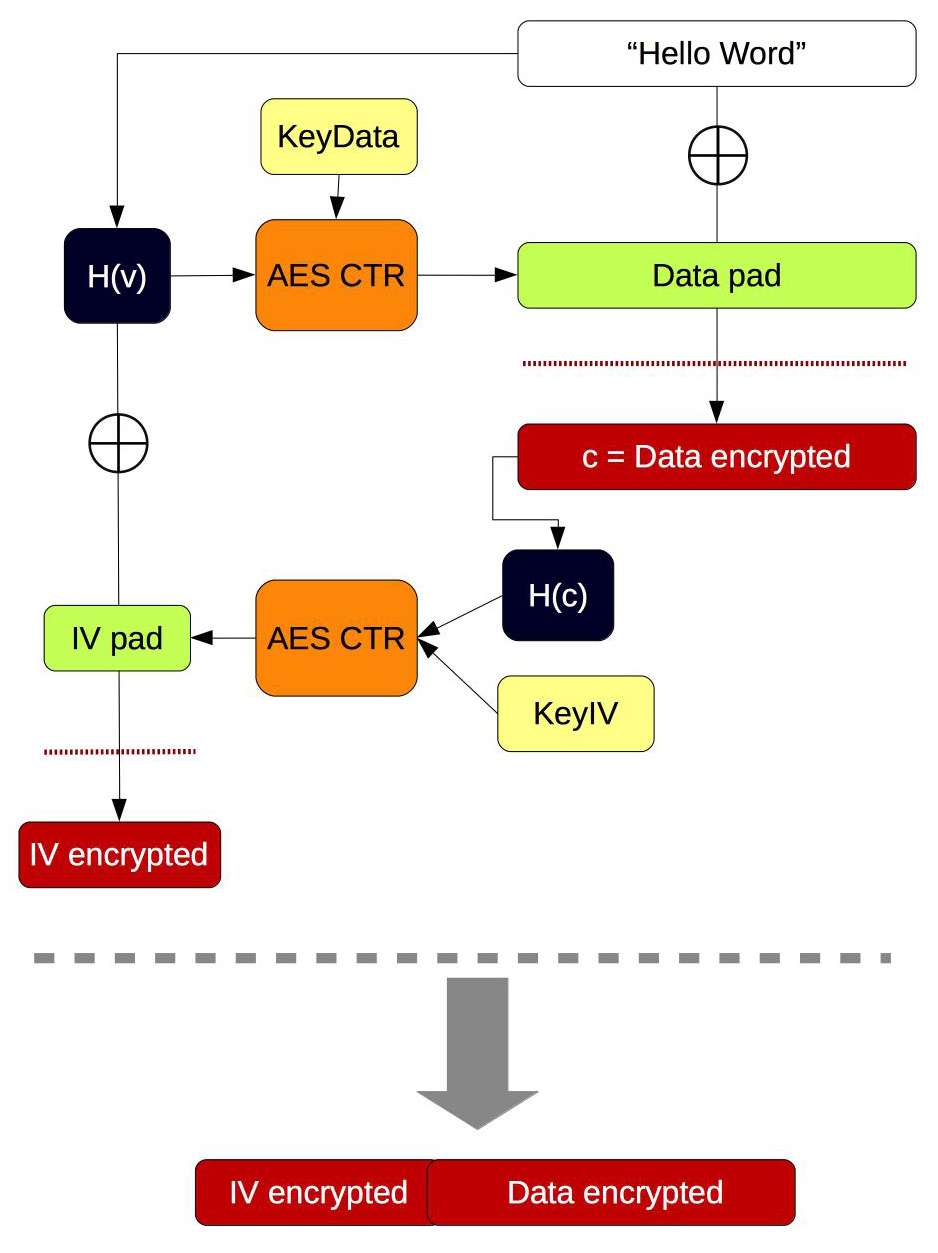 “Hello Word”
KeyData
H(v)
AES CTR
Data pad
c = Data encrypted
H(c)
AES CTR
IV pad
KeyIV
IV encrypted
IV encrypted
Data encrypted